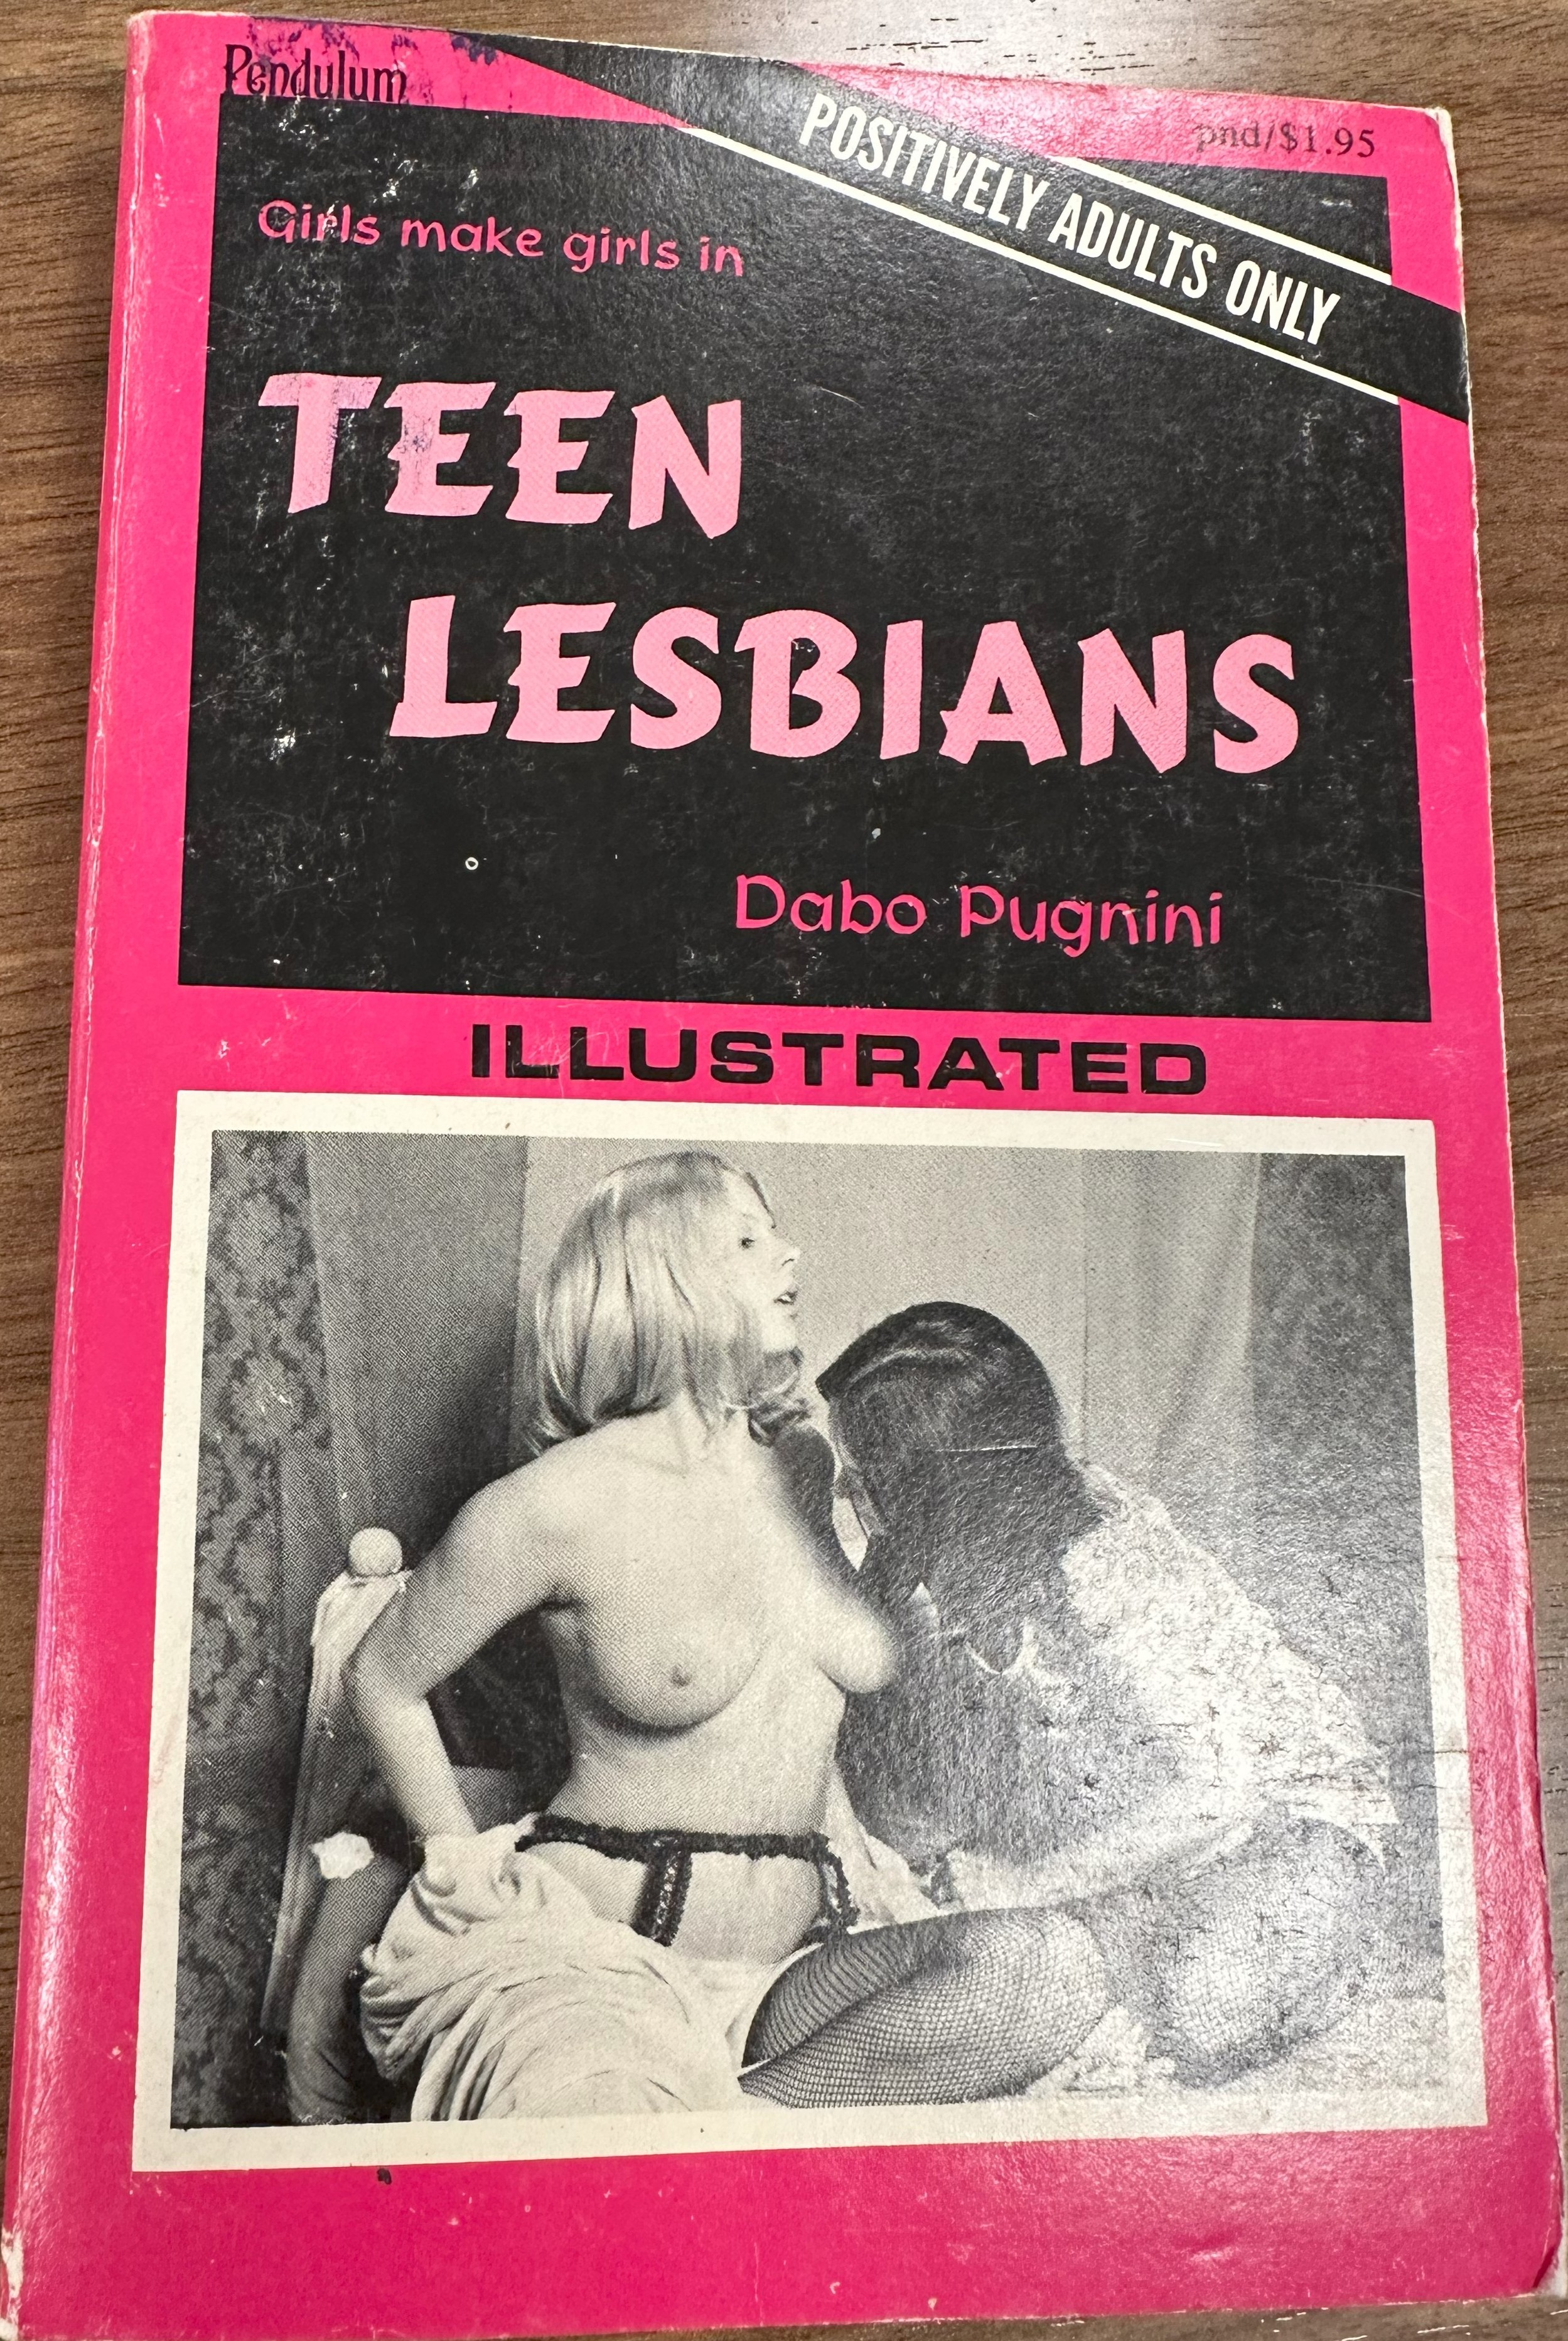 Pendulum
POSITIVELY ADULTS ONLY
pnd/$1.95
Girls make girls in
TEEN
LESBIANS
Dabo Pugnini
ILLUSTRATED